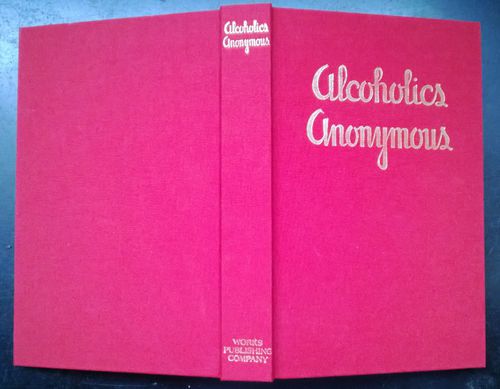 Alcoholics
Anonymous
WORKS
PUBLISHING
COMPANY
Alcoholics
Anonymous